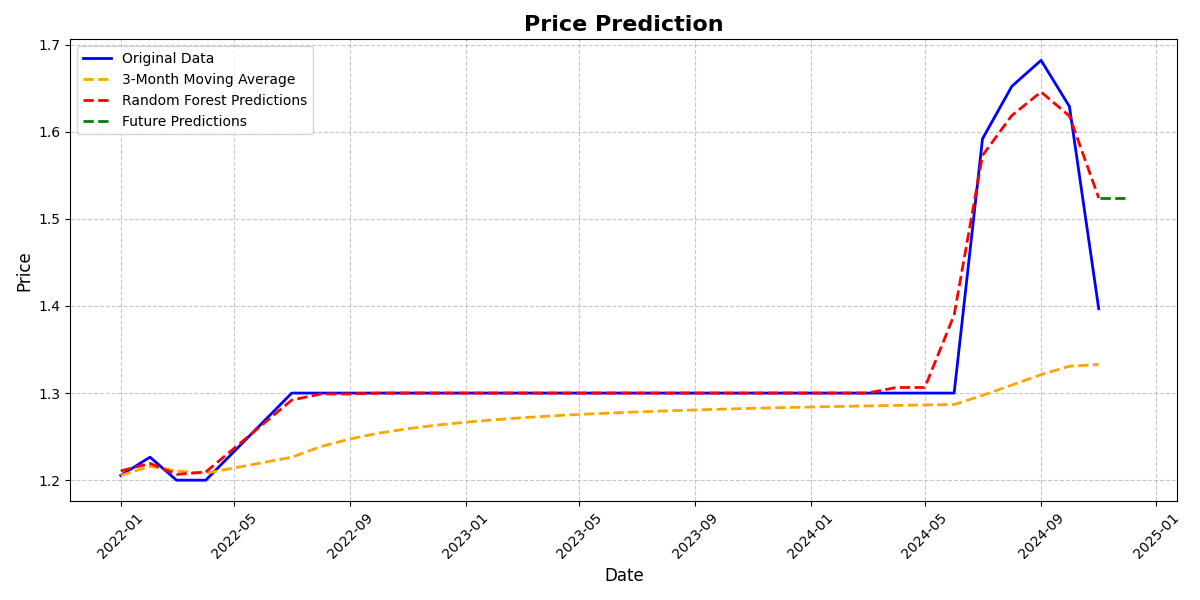 Price Prediction
Original Data
3-Month Moving Average
Random Forest Predictions
Future Predictions
Price
1.7
1.6
1.5
1.4
1.3
1.2
2022-01
2022-05
2022-09
2023-01
2023-05
2023-09
2024-01
2024-05
2024-09
2025-01
Date